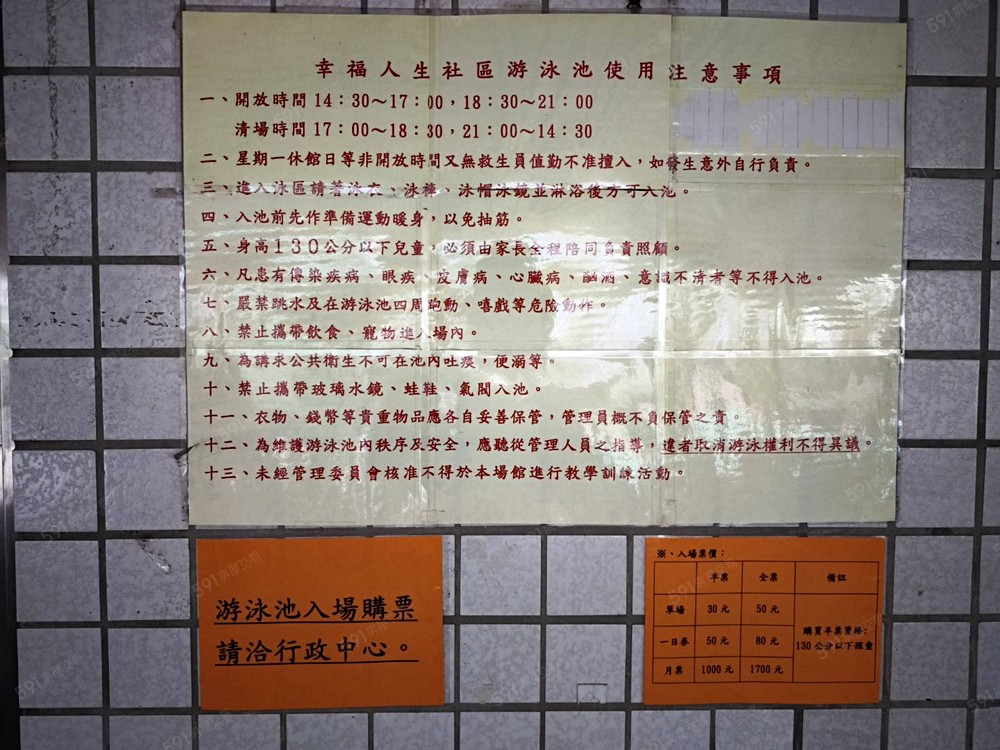 幸福人生社區游泳池使用注意事項
一、開放時間14：30～17：00，18：30～21：00
清場時間17：00～18：30，21：00～14：30
二、星期一休館日等非開放時間又無救生員值勤不准擅入，如發生意外自行負責。
三、進入泳區請著泳衣、泳褲、泳帽泳鏡並淋浴後方可入池。
四、入池前先作準備運動暖身，以免抽筋。
五、身高130公分以下兒童，必須由家長全程陪同負責照顧。
六、凡患有傳染疾病、眼疾、皮膚病、心臟病、酗酒、意識不清者等不得入池。
七、嚴禁跳水及在游泳池四周跑動、嘻戲等危險動作。
八、禁止攜帶飲食、寵物進入場內。
九、為講求公共衛生不可在池內吐痰，便溺等。
十、禁止攜帶玻璃水鏡、蛙鞋、氣閥入池。
十一、衣物、錢幣等貴重物品應各自妥善保管，管理員概不負保管之責。
十二、為維護游泳池內秩序及安全，應聽從管理人員之指導，違者取消游泳權利不得異議。
十三、未經管理委員會核准不得於本場館進行教學訓練活動。
游泳池入場購票
請洽行政中心。
※、入場票價：
半票 全票 備註
單場 30元 50元
一日券 50元 80元
購買半票資格：
130公分以下孩童
月票 1000元 1700元
591房屋交易